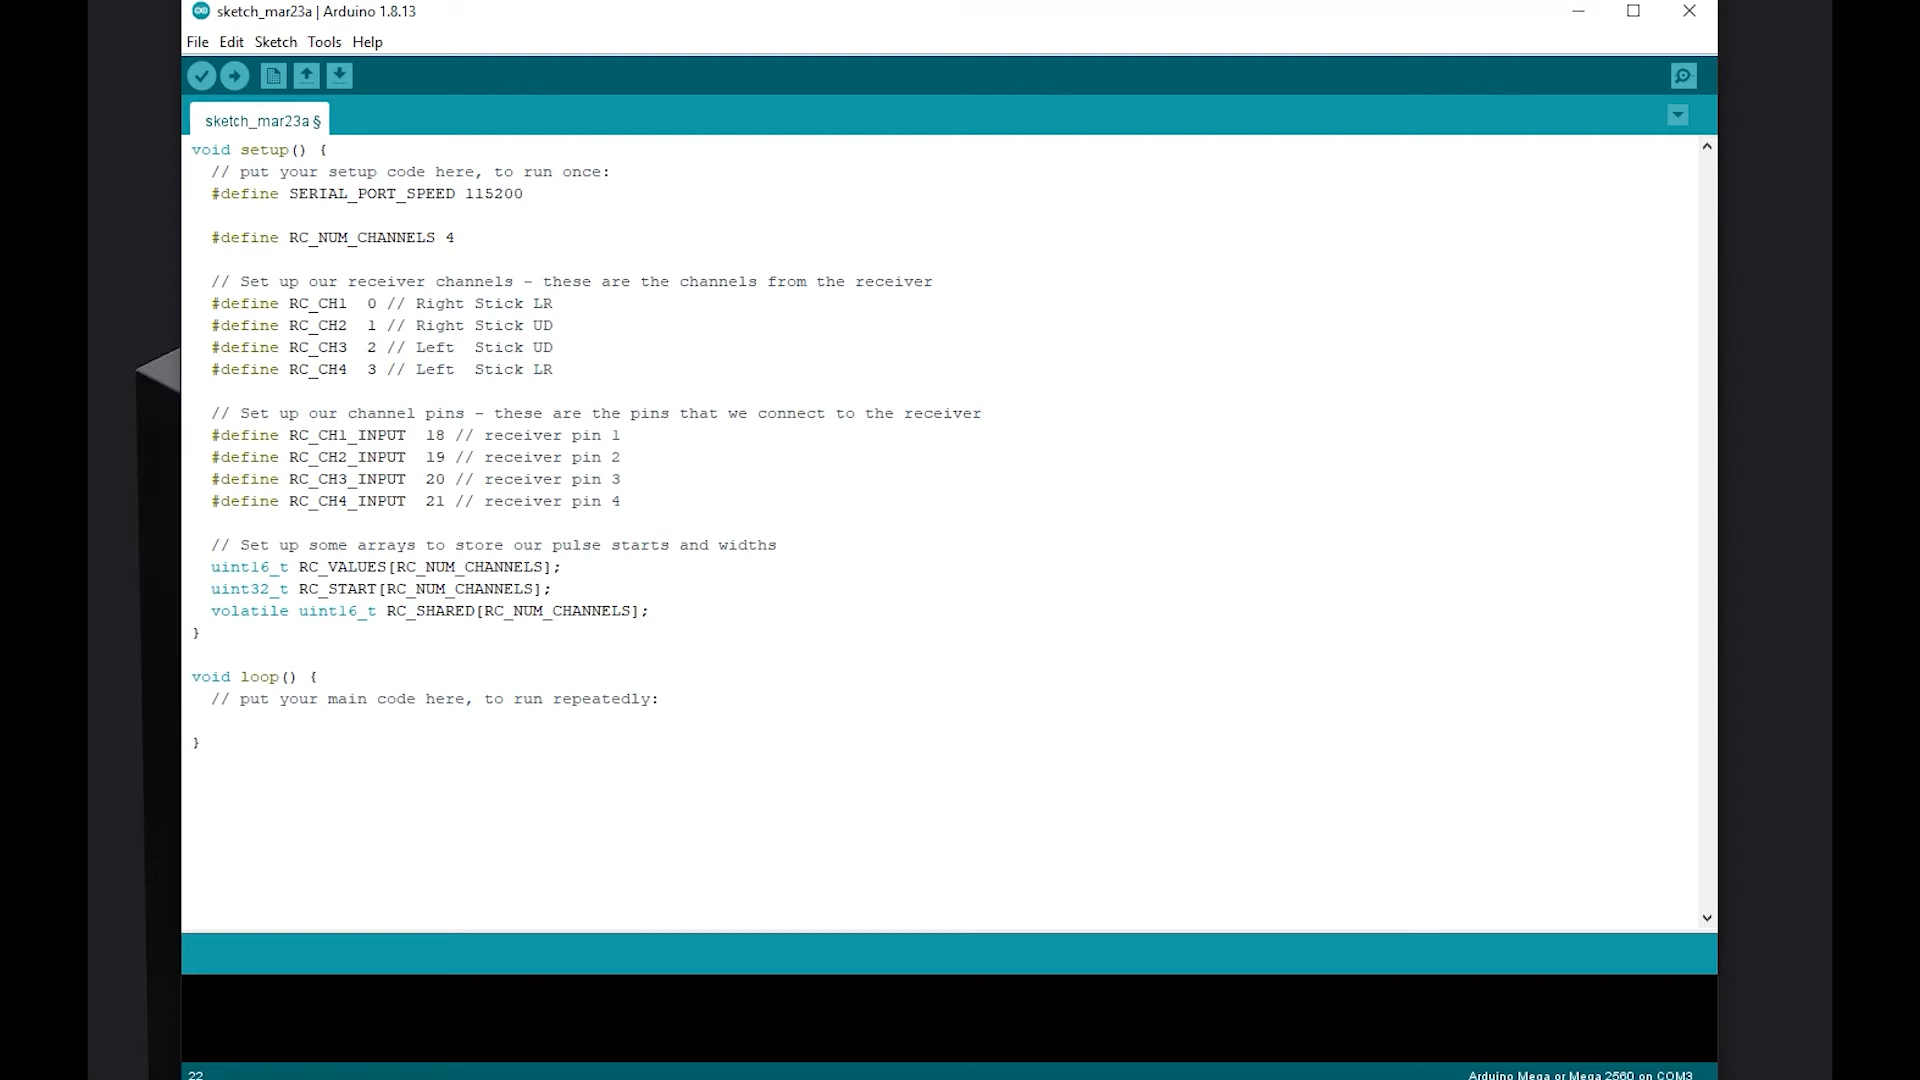 sketch_mar23a | Arduino 1.8.13
File Edit Sketch Tools Help
sketch_mar23a §
void setup() {
  // put your setup code here, to run once:
  #define SERIAL_PORT_SPEED 115200
  #define RC_NUM_CHANNELS 4
  // Set up our receiver channels - these are the channels from the receiver
  #define RC_CH1  0 // Right Stick LR
  #define RC_CH2  1 // Right Stick UD
  #define RC_CH3  2 // Left  Stick UD
  #define RC_CH4  3 // Left  Stick LR
  // Set up our channel pins - these are the pins that we connect to the receiver
  #define RC_CH1_INPUT  18 // receiver pin 1
  #define RC_CH2_INPUT  19 // receiver pin 2
  #define RC_CH3_INPUT  20 // receiver pin 3
  #define RC_CH4_INPUT  21 // receiver pin 4
  // Set up some arrays to store our pulse starts and widths
  uint16_t RC_VALUES[RC_NUM_CHANNELS];
  uint32_t RC_START[RC_NUM_CHANNELS];
  volatile uint16_t RC_SHARED[RC_NUM_CHANNELS];
}
void loop() {
  // put your main code here, to run repeatedly:
}
22
Arduino Mega or Mega 2560 on COM3